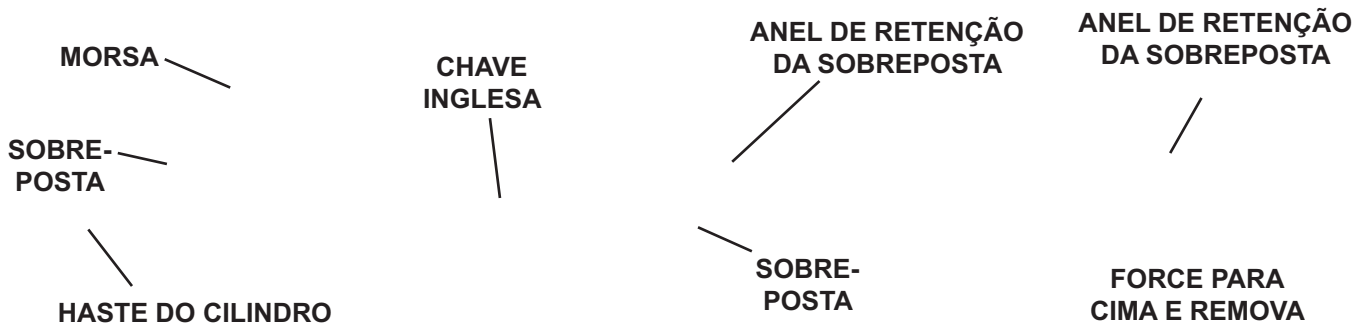 MORSA
SOBRE-
POSTA
HASTE DO CILINDRO
CHAVE
INGLESA
ANEL DE RETENÇÃO
DA SOBREPOSTA
SOBRE-
POSTA
ANEL DE RETENÇÃO
DA SOBREPOSTA
FORCE PARA
CIMA E REMOVA